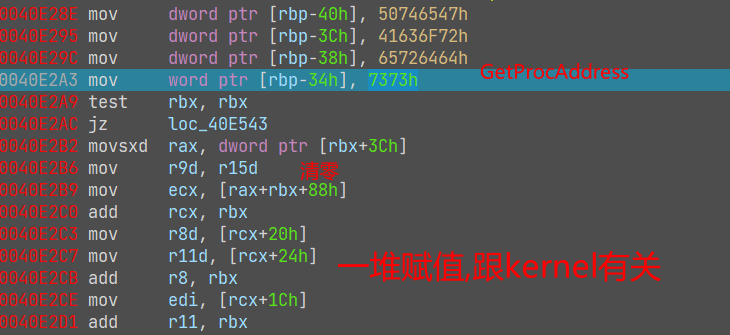 0040E28E mov dword ptr [rbp-40h], 50746547h
0040E295 mov dword ptr [rbp-3Ch], 41636F72h
0040E29C mov dword ptr [rbp-38h], 65726464h
0040E2A3 mov word ptr [rbp-34h], 7373h GetProcAddress
0040E2A9 test rbx, rbx
0040E2AC jz loc_40E543
0040E2B2 movsxd rax, dword ptr [rbx+3Ch]
0040E2B6 mov r9d, r15d 清零
0040E2B9 mov ecx, [rax+rbx+88h]
0040E2C0 add rcx, rbx
0040E2C3 mov r8d, [rcx+20h]
0040E2C7 mov r11d, [rcx+24h] 一堆赋值,跟kernel有关
0040E2CB add r8, rbx
0040E2CE mov edi, [rcx+1Ch]
0040E2D1 add r11, rbx